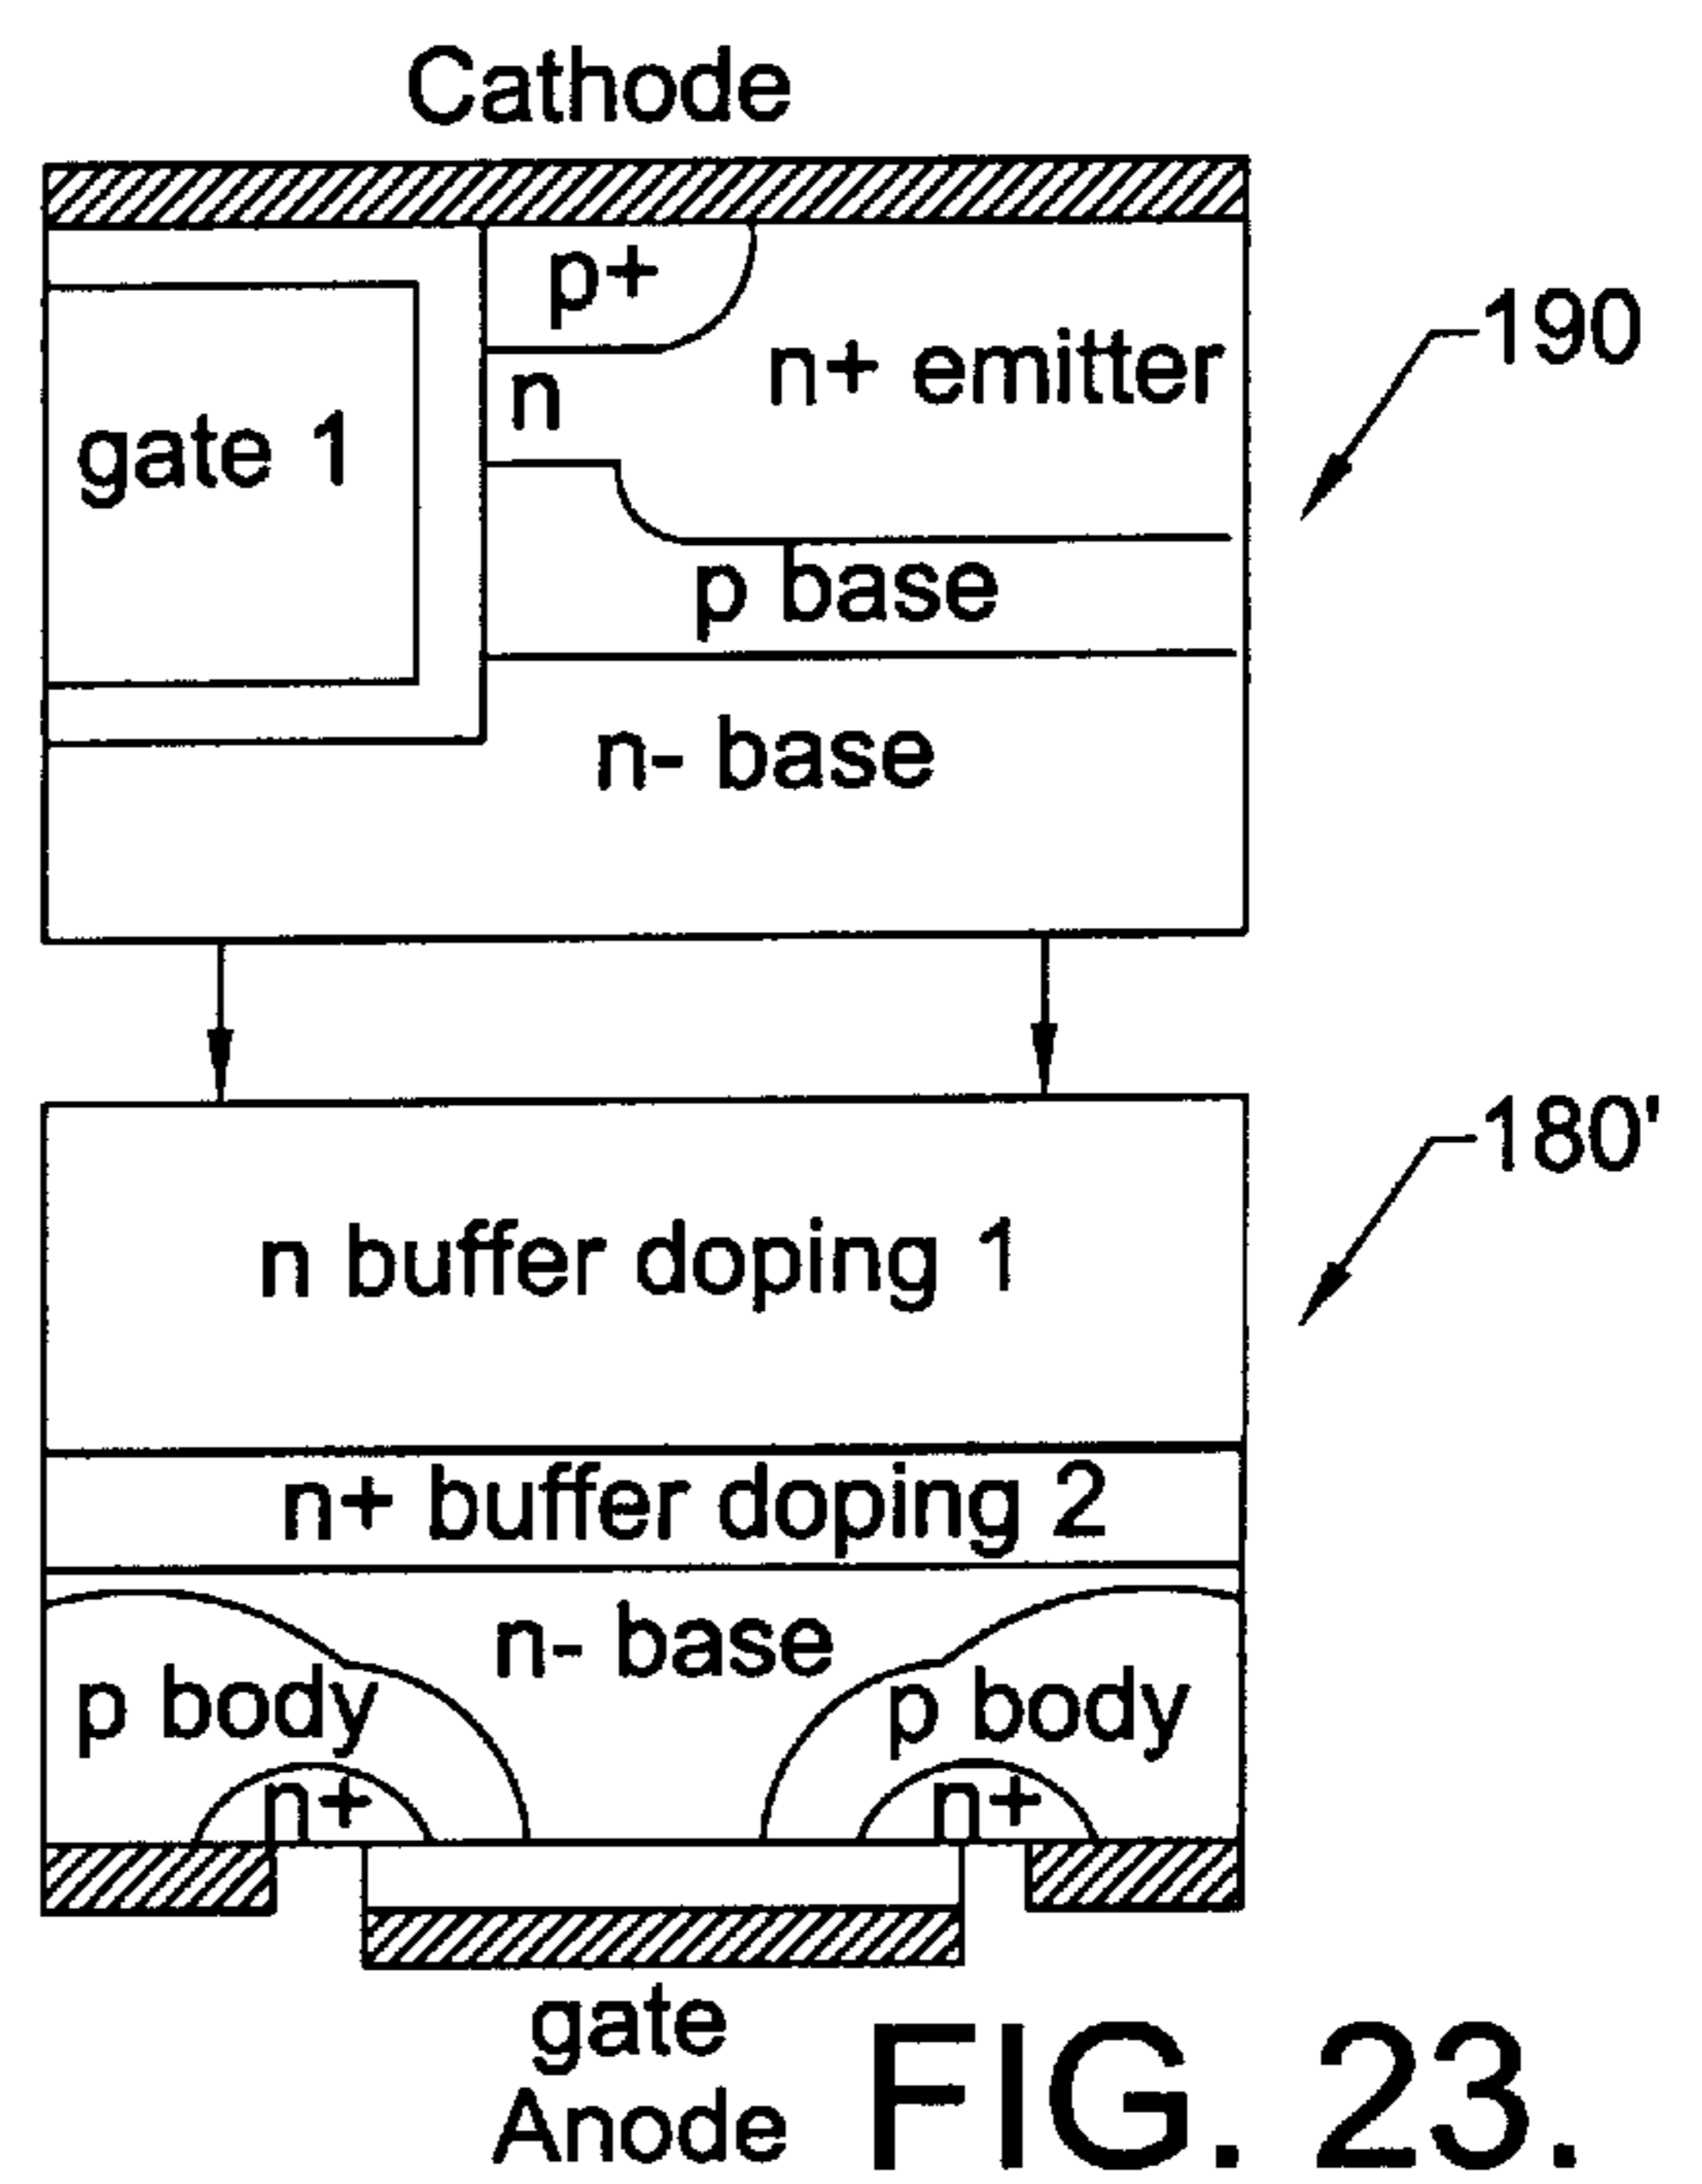 Cathode
p+
190
n
n+ emitter
gate 1
p base
n- base
180'
n buffer doping 1
n+ buffer doping 2
n- base
p body
p body
n+
n+
gate
Anode
FIG. 23.